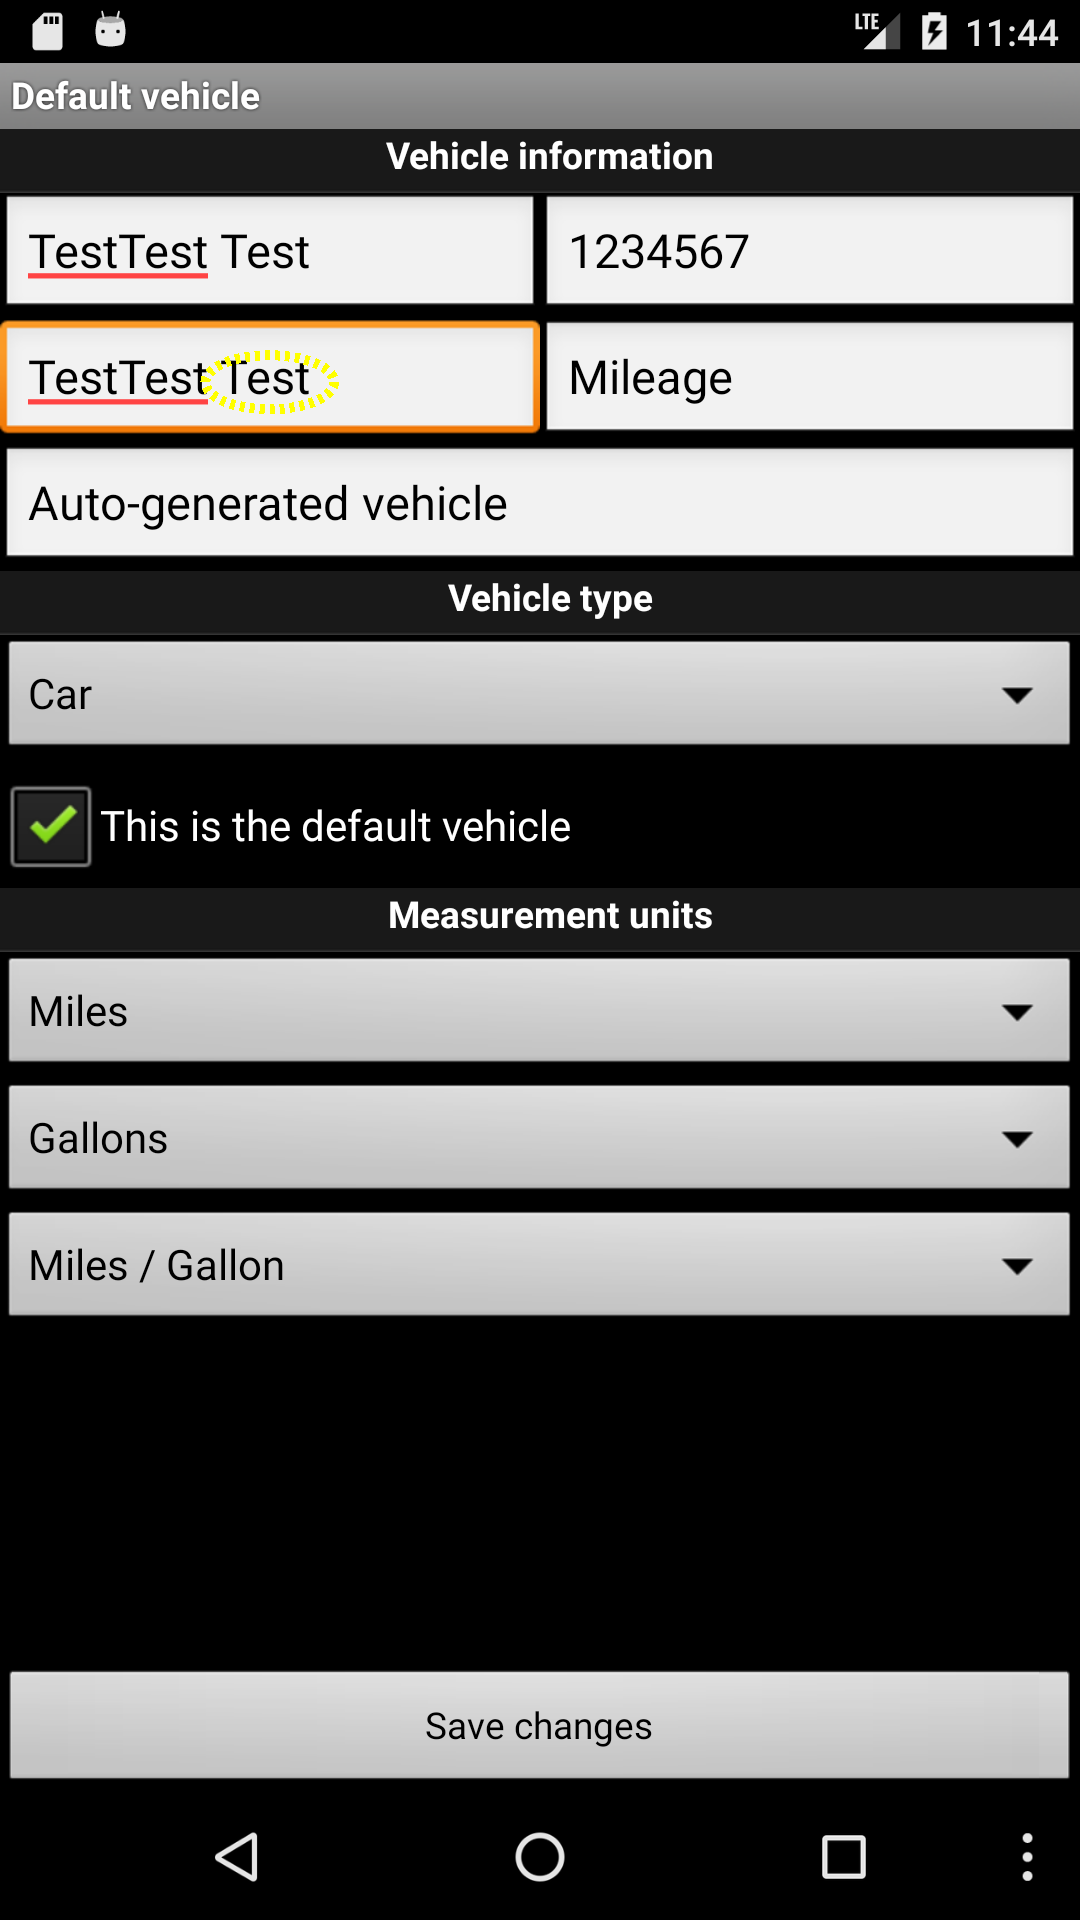 LTE 11:44
Default vehicle
Vehicle information
TestTest Test 1234567
TestTest Test Mileage
Auto-generated vehicle
Vehicle type
Car
This is the default vehicle
Measurement units
Miles
Gallons
Miles / Gallon
Save changes